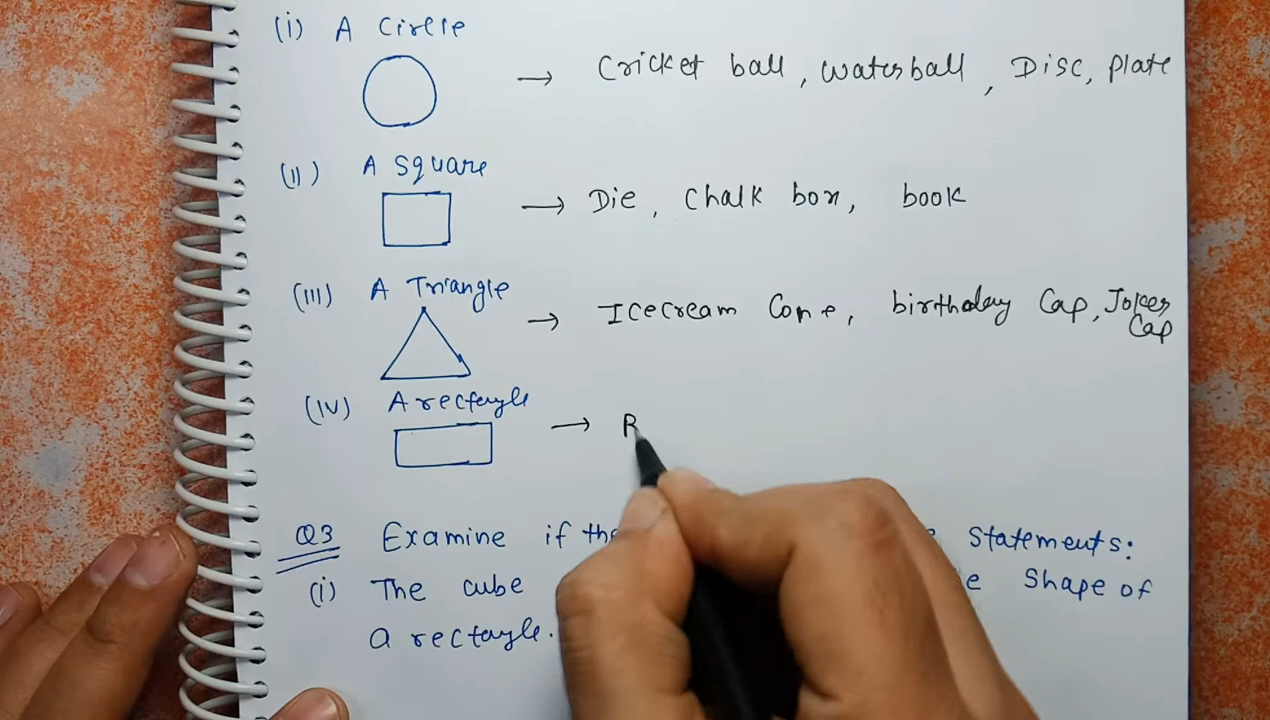 (i) A Circle
→ Cricket ball, waterball, Disc, Plate
(II) A Square
→ Die, Chalk box, book
(III) A Triangle
→ Icecream Cone, birthday Cap, Joker
Cap
(IV) A rectangle
→ R
Q3 Examine if the statements:
(i) The cube Shape of
a rectangle.